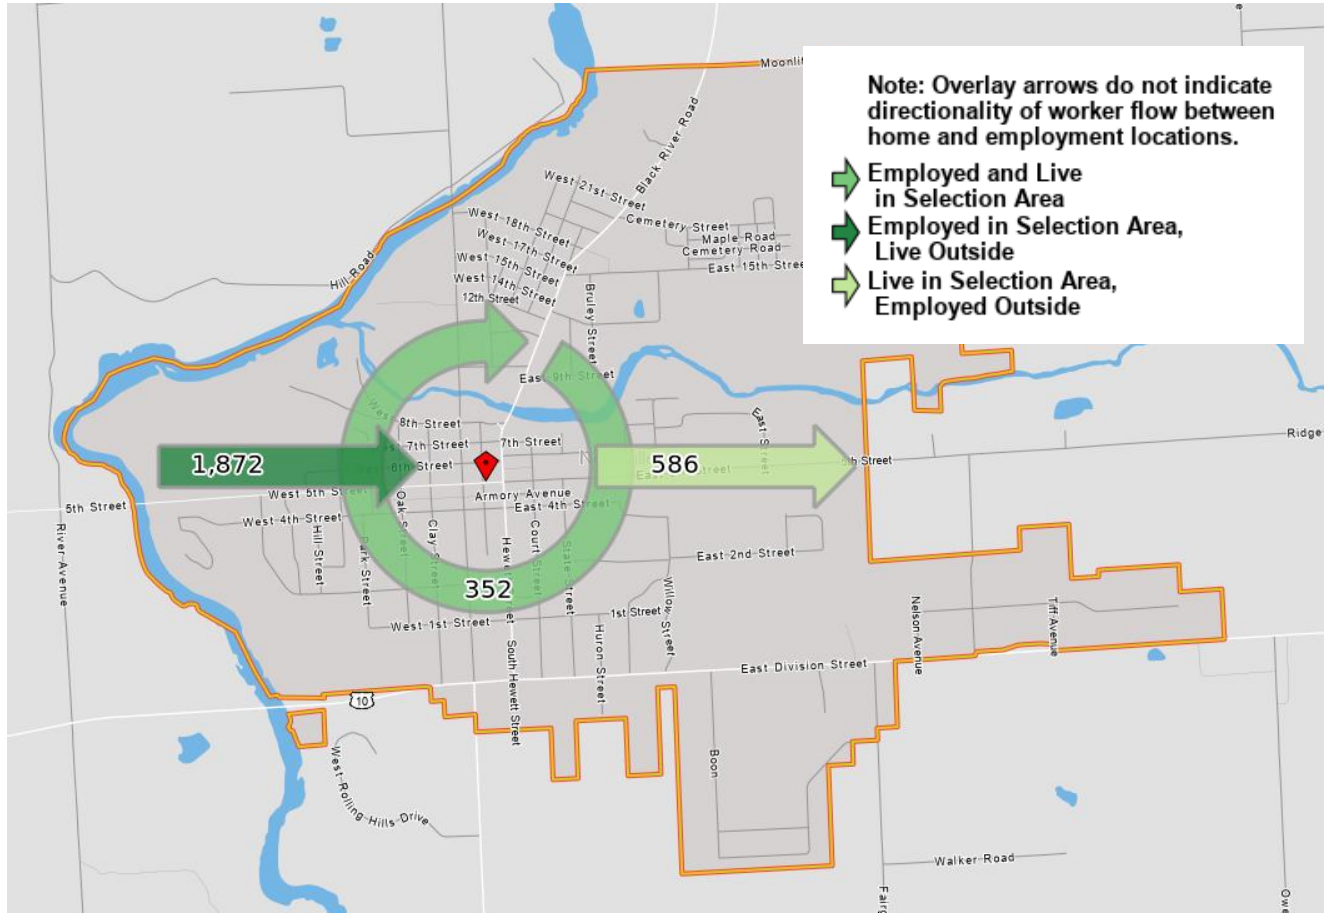 Moonli
Note: Overlay arrows do not indicate
directionality of worker flow between
home and employment locations.
Employed and Live
in Selection Area
Employed in Selection Area,
Live Outside
Live in Selection Area,
Employed Outside
Black River Road
West 21st Street
Cemetery Street
West 18th Street
Maple Road
West 17th Street
Cemetery Road
West 15th Street
East 15th Stree
West 14th Street
Hill Road
12th Street
Bruley Street
East 9th Street
8th Street
East Street
7th Street
Ridge
1,872
586
West 5th Street
Armory Avenue
5th Street
East 4th Street
West 4th Street
River Avenue
Hill Street
Park Street
Oak Street
Clay Street
Court Street
State Street
East 2nd Street
352
Willow Street
Nelson Avenue
Tiff Avenue
1st Street
West 1st Street
Huron Street
South Hewett Street
East Division Street
10
Boon
West Rolling Hills Drive
Walker Road
Fairg
Owe